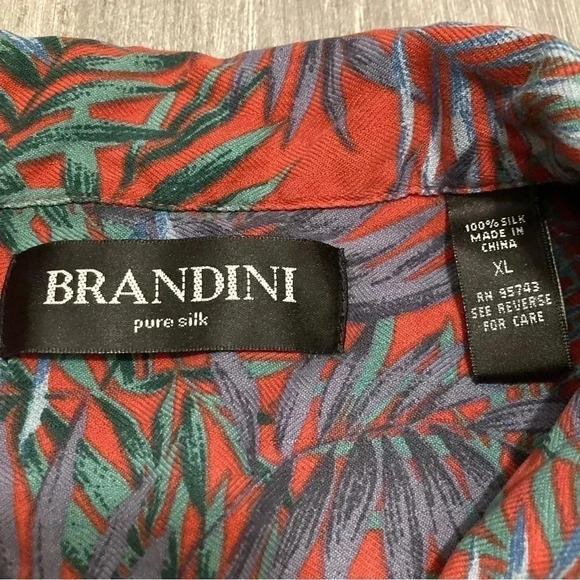 BRANDINI
pure silk
100% SILK
MADE IN
CHINA
XL
RN 95743
SEE REVERSE
FOR CARE